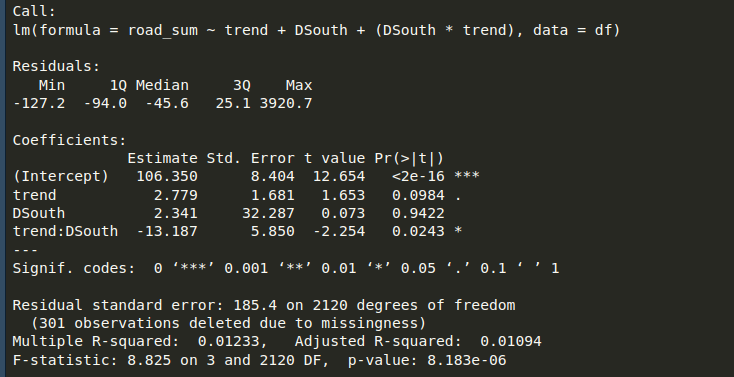 Call:
lm(formula = road_sum ~ trend + DSouth + (DSouth * trend), data = df)

Residuals:
   Min     1Q Median     3Q    Max
-127.2  -94.0  -45.6   25.1 3920.7

Coefficients:
             Estimate Std. Error t value Pr(>|t|)
(Intercept)   106.350      8.404  12.654   <2e-16 ***
trend           2.779      1.681   1.653   0.0984 .
DSouth          2.341     32.287   0.073   0.9422
trend:DSouth  -13.187      5.850  -2.254   0.0243 *
---
Signif. codes:  0 ‘***’ 0.001 ‘**’ 0.01 ‘*’ 0.05 ‘.’ 0.1 ‘ ’ 1

Residual standard error: 185.4 on 2120 degrees of freedom
  (301 observations deleted due to missingness)
Multiple R-squared:  0.01233,	Adjusted R-squared:  0.01094
F-statistic: 8.825 on 3 and 2120 DF,  p-value: 8.183e-06